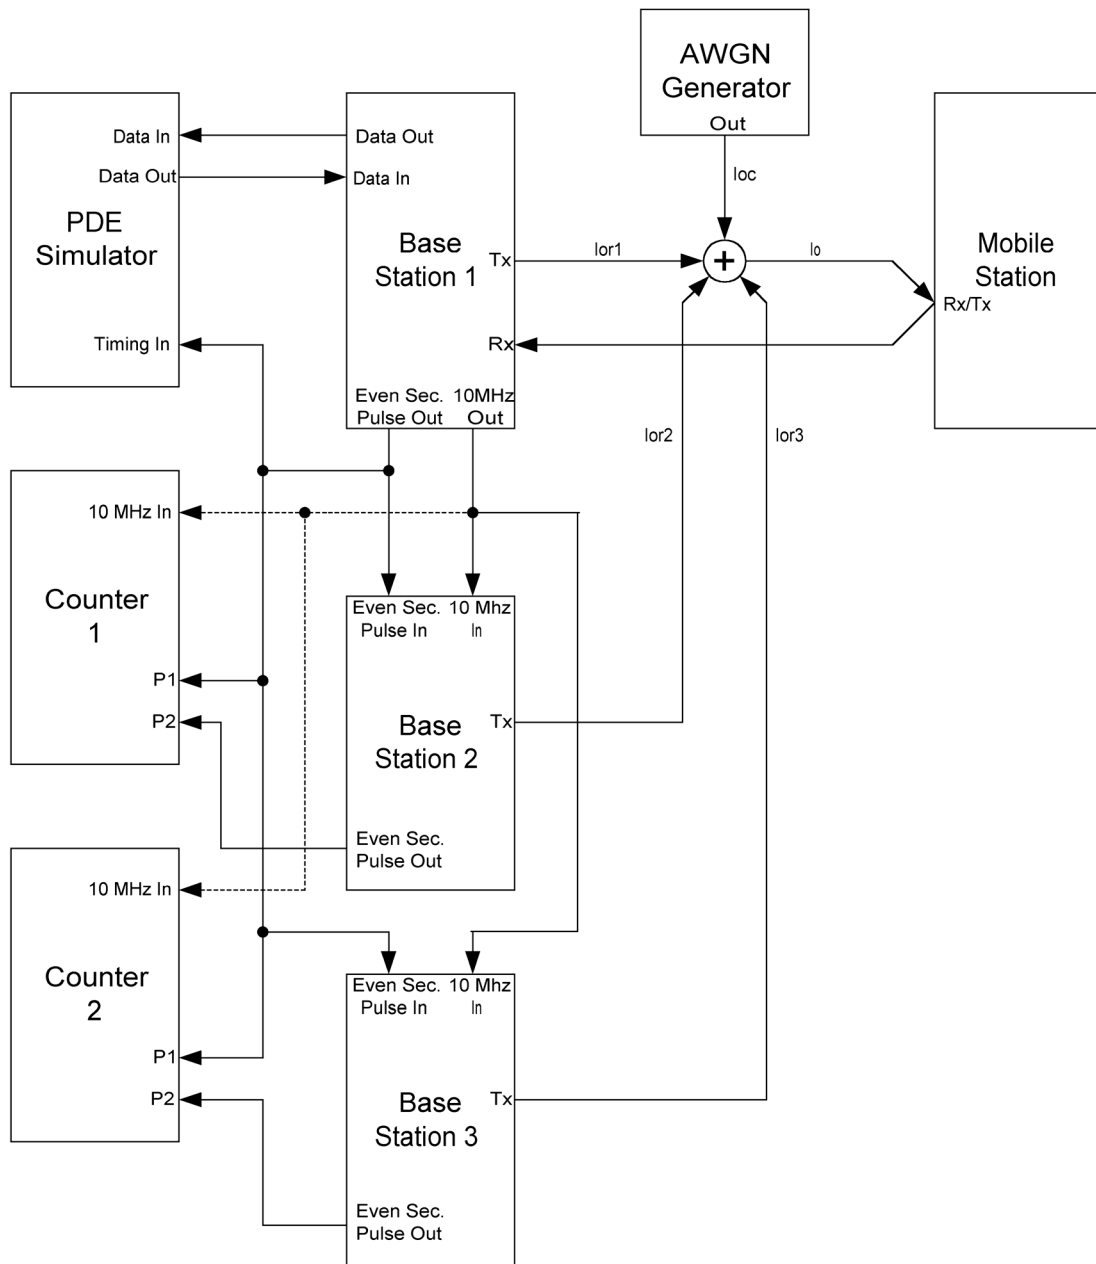 AWGN
Generator
Out
Data In
Data Out
PDE
Simulator
Timing In
Data Out
Data In
Base
Station 1
Tx
Rx
Even Sec.
Pulse Out
10MHz
Out
Ioc
Ior1
Io
Mobile
Station
Rx/Tx
Ior2
Ior3
10 MHz In
Counter
1
P1
P2
Even Sec.
Pulse In
10 Mhz
In
Base
Station 2
Tx
Even Sec.
Pulse Out
10 MHz In
Counter
2
P1
P2
Even Sec.
Pulse In
10 Mhz
In
Base
Station 3
Tx
Even Sec.
Pulse Out